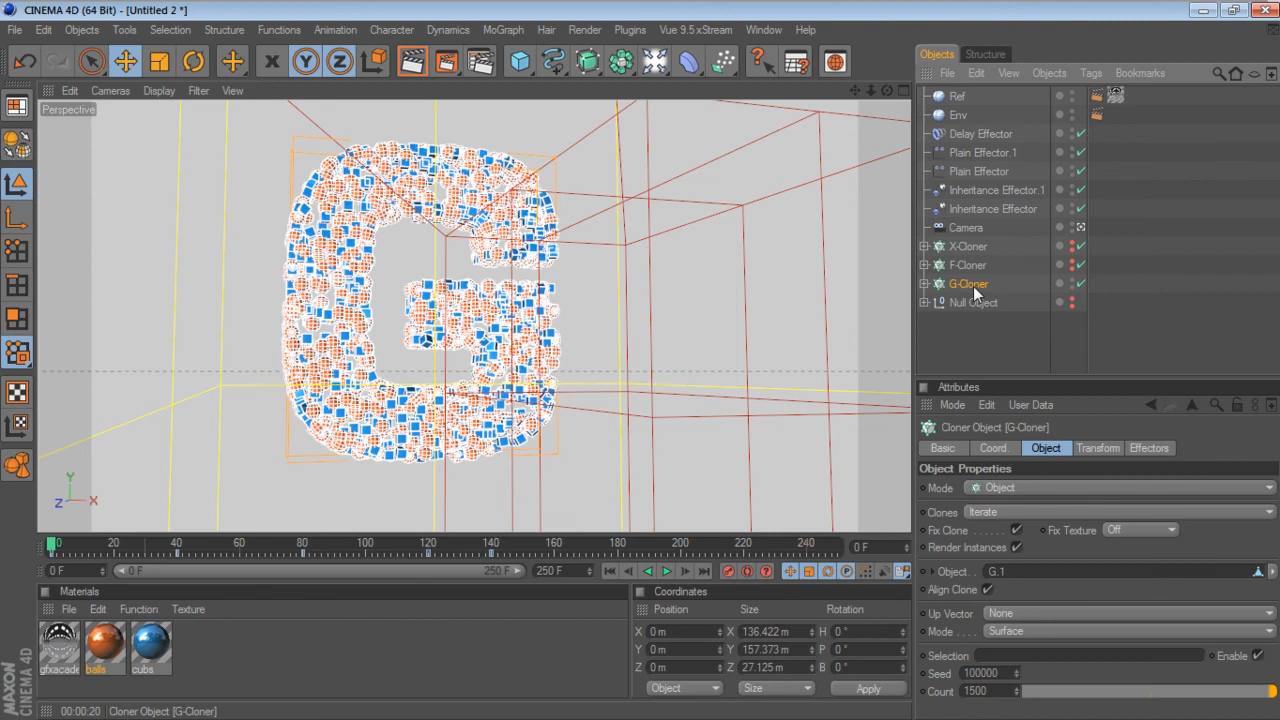 CINEMA 4D (64 Bit) - [Untitled 2 *]
File Edit Objects Tools Selection Structure Functions Animation Character Dynamics MoGraph Hair Render Plugins Vue 9.5 xStream Window Help
Edit Cameras Display Filter View
Perspective
Y
Z X
0 20 40 60 80 100 120 140 160 180 200 220 240 0 F
0 F 0 F 250 F 250 F
Materials
File Edit Function Texture
gfxacade balls cubs
MAXON
CINEMA 4D
Coordinates
Position Size Rotation
X 0 m X 136.422 m H 0 °
Y 0 m Y 157.373 m P 0 °
Z 0 m Z 27.125 m B 0 °
Object Size Apply
00:00:20 Cloner Object [G-Cloner]
Objects Structure
File Edit View Objects Tags Bookmarks
Ref
Env
Delay Effector
Plain Effector.1
Plain Effector
Inheritance Effector.1
Inheritance Effector
Camera
X-Cloner
F-Cloner
G-Cloner
Null Object
Attributes
Mode Edit User Data
Cloner Object [G-Cloner]
Basic Coord. Object Transform Effectors
Object Properties
Mode Object
Clones Iterate
Fix Clone Fix Texture Off
Render Instances
Object G.1
Align Clone
Up Vector None
Mode Surface
Selection Enable
Seed 100000
Count 1500